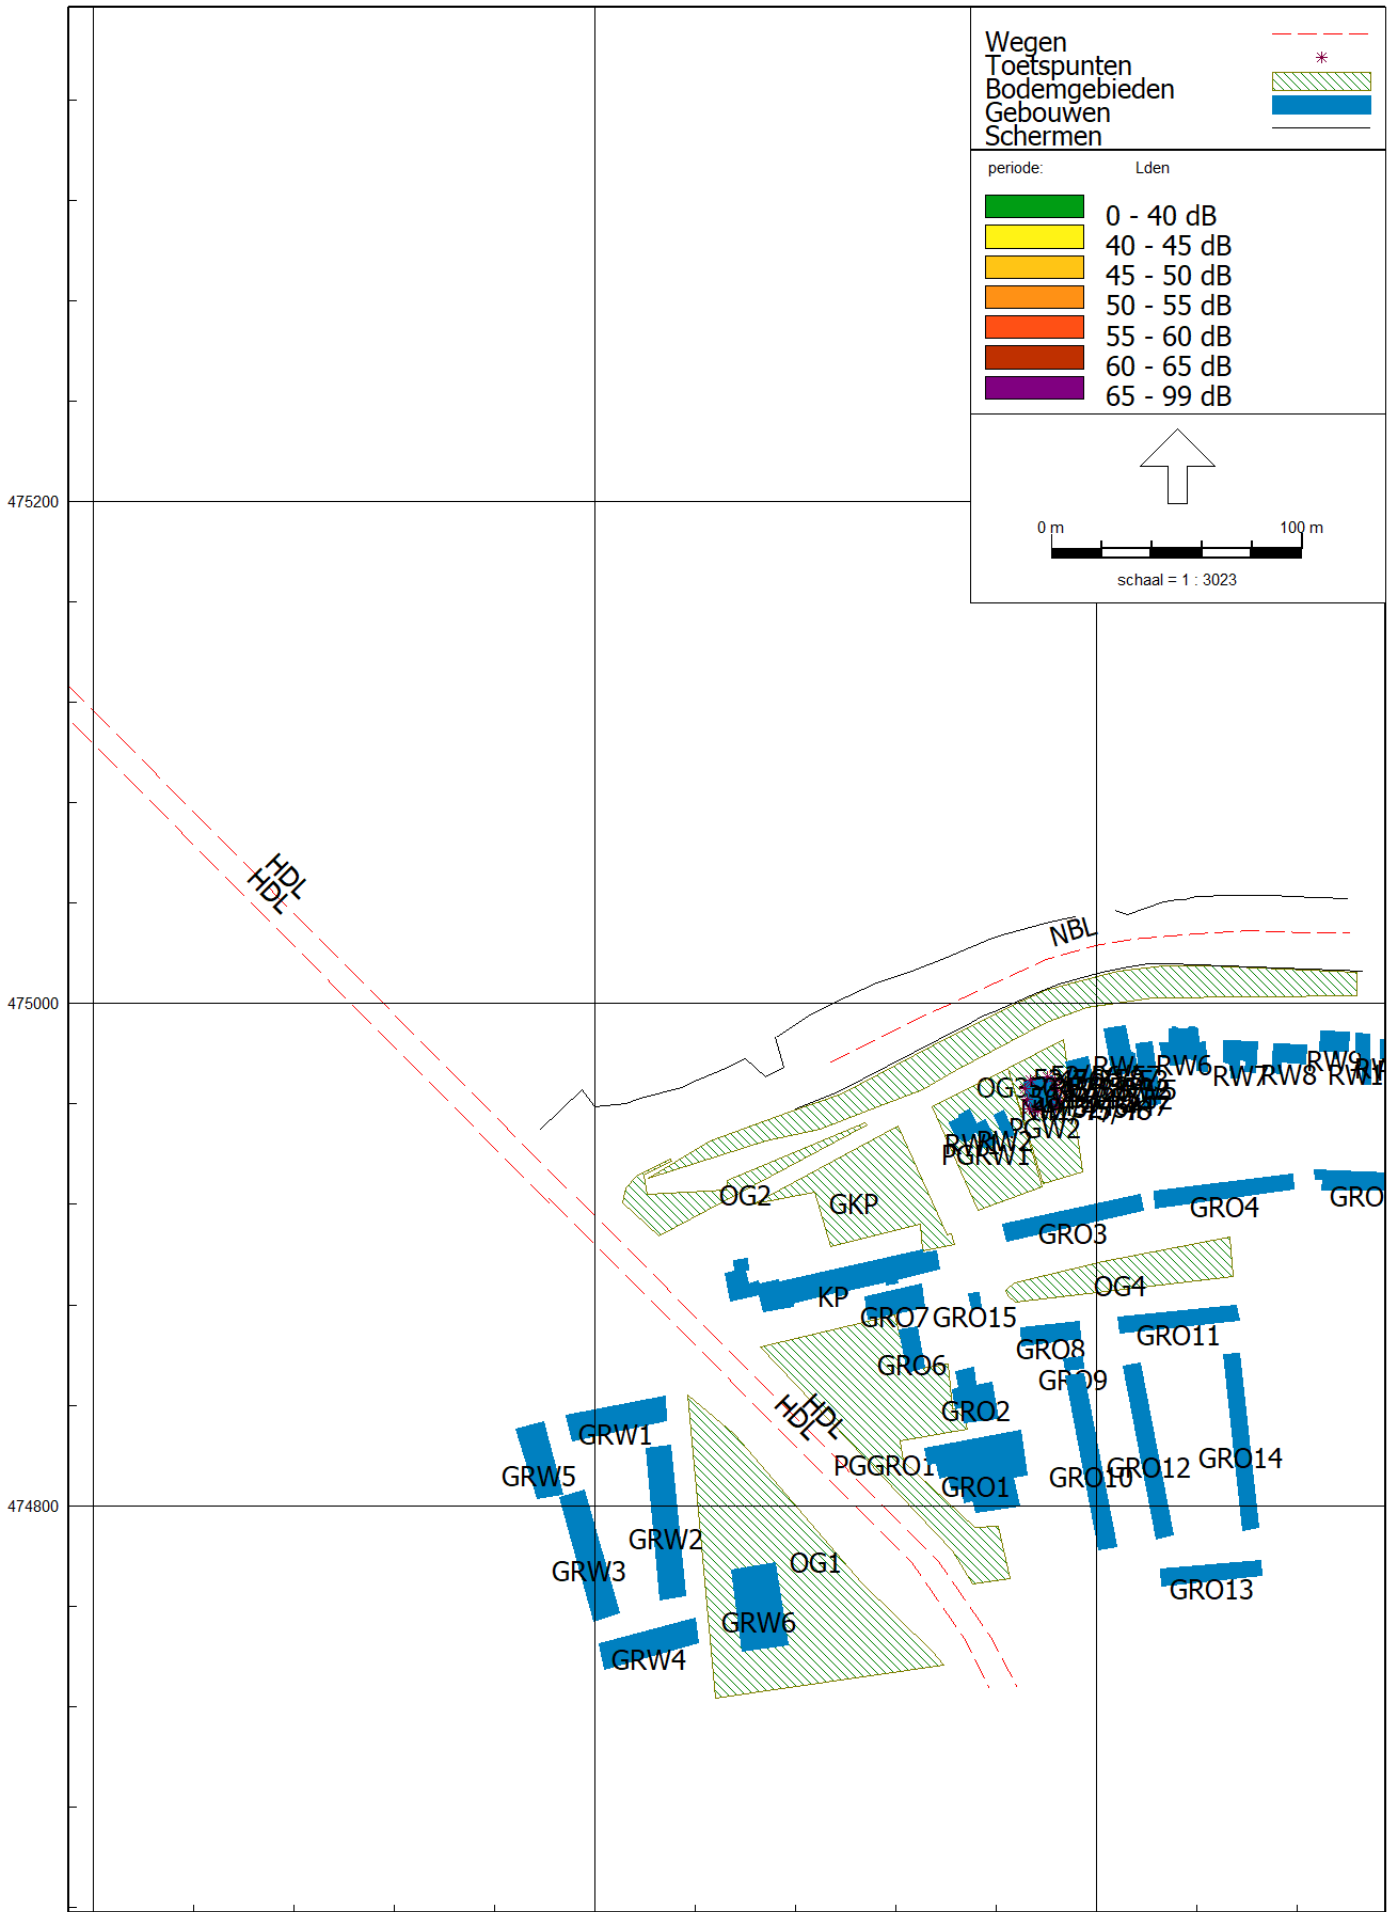 Wegen
Toetspunten
Bodemgebieden
Gebouwen
Schermen
periode: Lden
0 - 40 dB
40 - 45 dB
45 - 50 dB
50 - 55 dB
55 - 60 dB
60 - 65 dB
65 - 99 dB
475200
0 m 100 m
schaal = 1 : 3023
HDL
HDL
NBL
475000
RW6
RW9
RW7
RW8
OG3
PGW2
RW2
PGRW1
OG2
GKP
GRO4
GRO3
OG4
KP
GRO7
GRO15
GRO11
GRO8
GRO6
GRO9
HDL
HDL
GRO2
GRW1
GRO14
PGGRO1
GRO12
GRW5
GRO10
GRO1
474800
GRW2
OG1
GRW3
GRO13
GRW6
GRW4